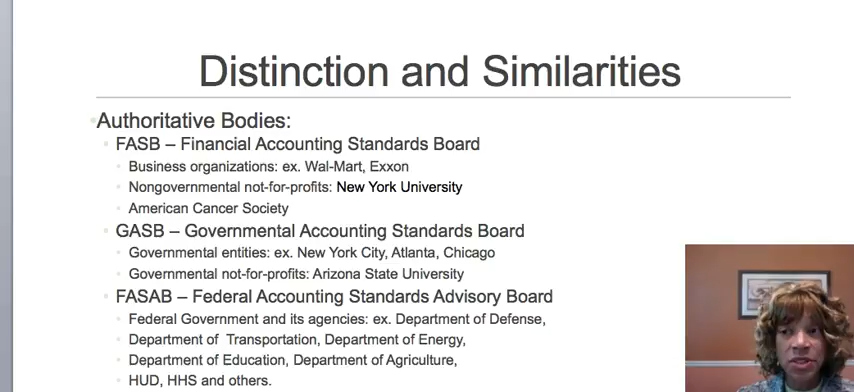 Distinction and Similarities
Authoritative Bodies:
FASB – Financial Accounting Standards Board
Business organizations: ex. Wal-Mart, Exxon
Nongovernmental not-for-profits: New York University
American Cancer Society
GASB – Governmental Accounting Standards Board
Governmental entities: ex. New York City, Atlanta, Chicago
Governmental not-for-profits: Arizona State University
FASAB – Federal Accounting Standards Advisory Board
Federal Government and its agencies: ex. Department of Defense,
Department of  Transportation, Department of Energy,
Department of Education, Department of Agriculture,
HUD, HHS and others.